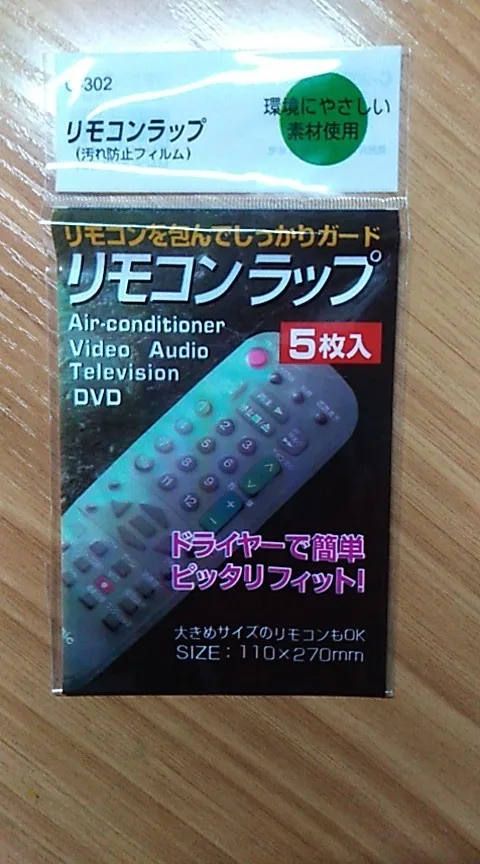 C-302
環境にやさしい
素材使用
リモコンラップ
(汚れ防止フィルム)
リモコンを包んでしっかりガード
リモコンラップ
Air-conditioner
Video Audio
Television
DVD
5枚入
ドライヤーで簡単
ピッタリフィット!
大きめサイズのリモコンもOK
SIZE:110×270mm